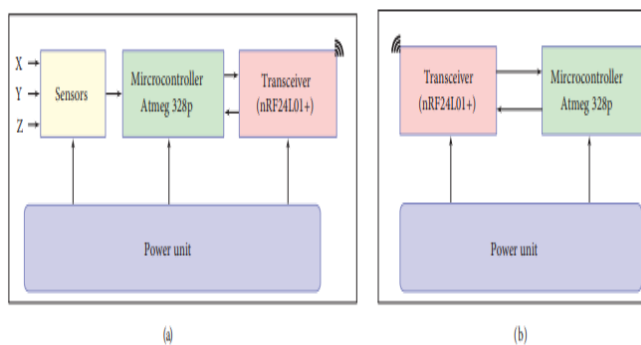 X
Y
Z
Sensors
Mircrocontroller
Atmeg 328p
Transceiver
(nRF24L01+)
Power unit
(a)
Transceiver
(nRF24L01+)
Mircrocontroller
Atmeg 328p
Power unit
(b)